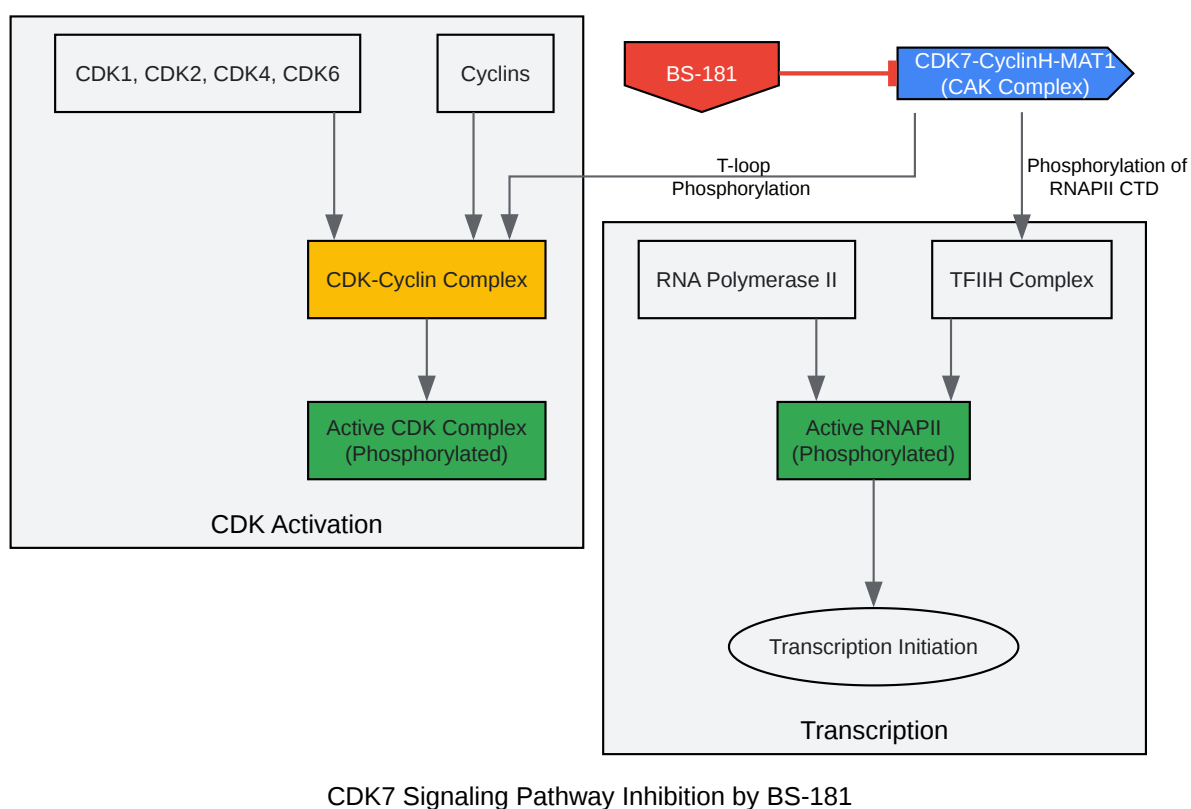 CDK1, CDK2, CDK4, CDK6
Cyclins
BS-181
CDK7-CyclinH-MAT1
(CAK Complex)
T-loop
Phosphorylation
Phosphorylation of
RNAPII CTD
CDK-Cyclin Complex
RNA Polymerase II
TFIIH Complex
Active CDK Complex
(Phosphorylated)
Active RNAPII
(Phosphorylated)
CDK Activation
Transcription Initiation
Transcription
CDK7 Signaling Pathway Inhibition by BS-181